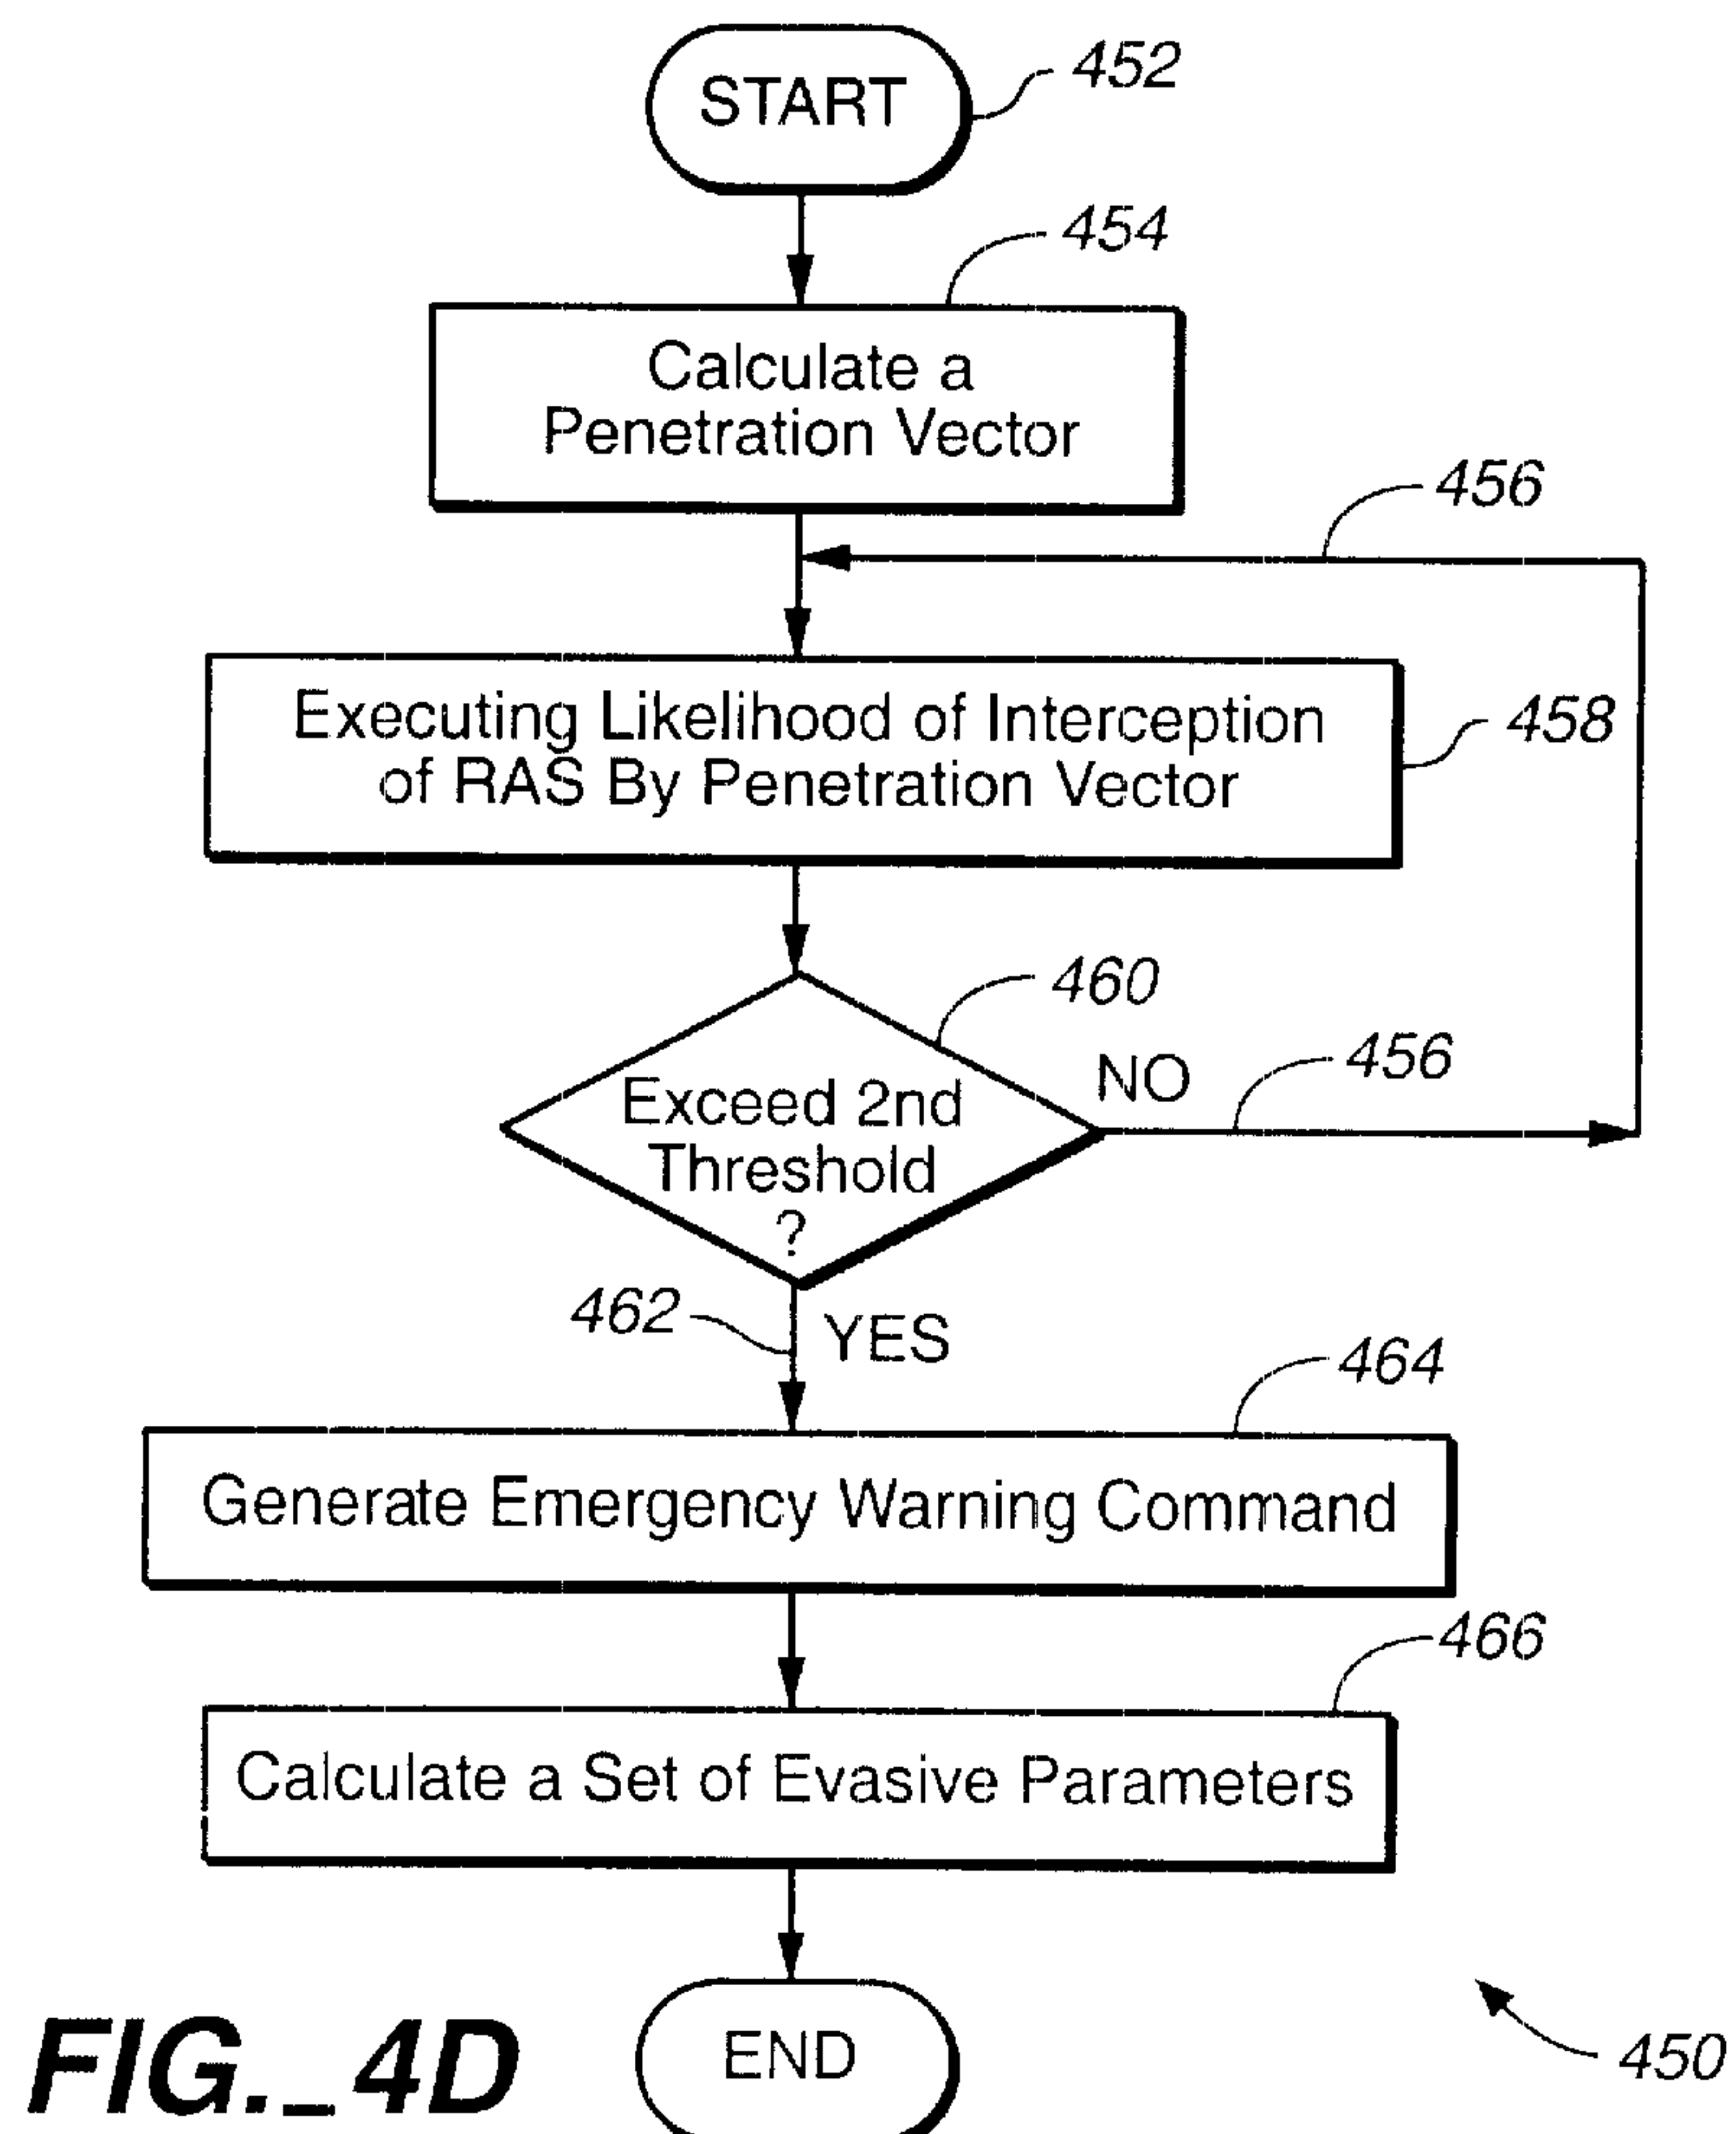 START
452
454
Calculate a
Penetration Vector
456
Executing Likelihood of Interception
of RAS By Penetration Vector
458
460
Exceed 2nd
Threshold
?
NO
456
462
YES
464
Generate Emergency Warning Command
466
Calculate a Set of Evasive Parameters
END
450
FIG._4D